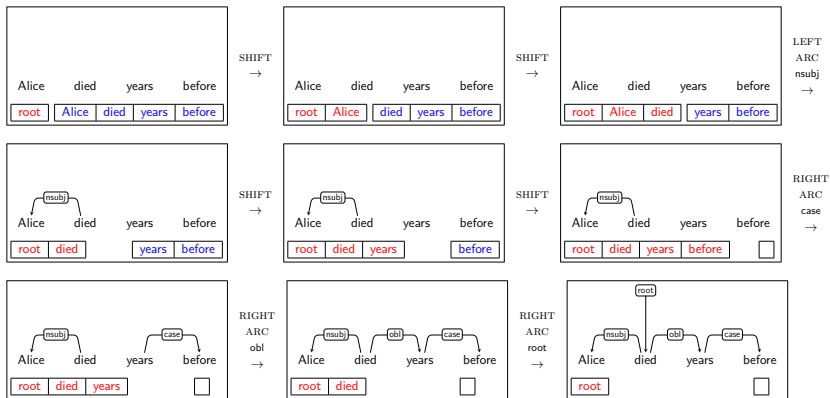 Alice died years before
root Alice died years before
SHIFT
→
Alice died years before
root Alice died years before
SHIFT
→
Alice died years before
root Alice died years before
LEFT
ARC
nsubj
→
nsubj
Alice died years before
root died years before
SHIFT
→
nsubj
Alice died years before
root died years before
SHIFT
→
nsubj
Alice died years before
root died years before
RIGHT
ARC
case
→
nsubj case
Alice died years before
root died years
RIGHT
ARC
obl
→
nsubj obl case
Alice died years before
root died
RIGHT
ARC
root
→
root
nsubj obl case
Alice died years before
root